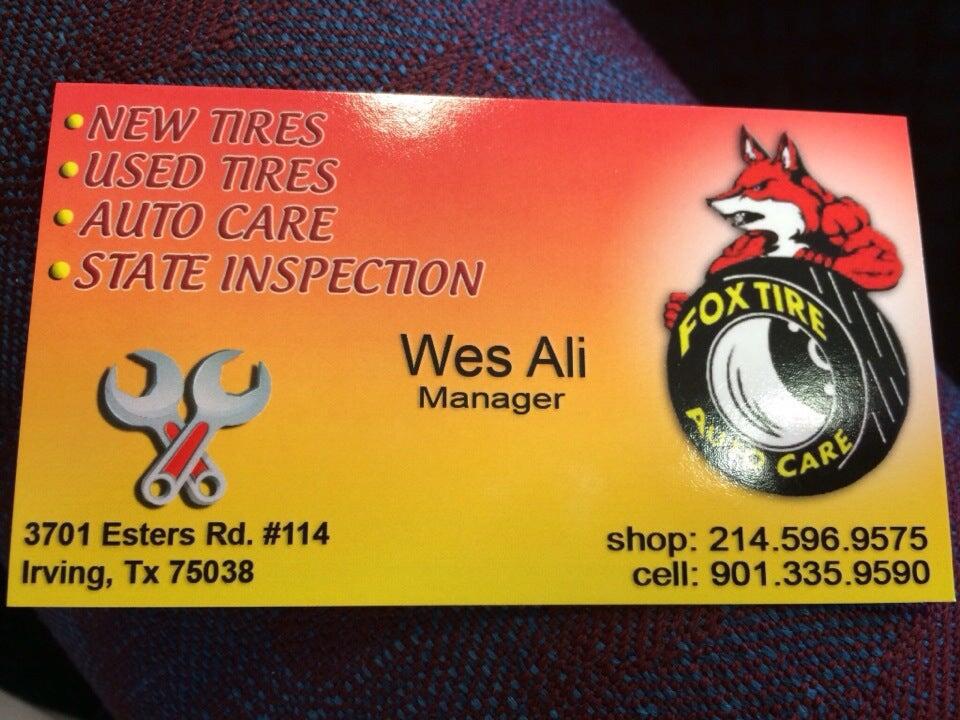 NEW TIRES
USED TIRES
AUTO CARE
STATE INSPECTION
FOX TIRE
AUTO CARE
Wes Ali
Manager
3701 Esters Rd. #114
Irving, Tx 75038
shop: 214.596.9575
cell: 901.335.9590